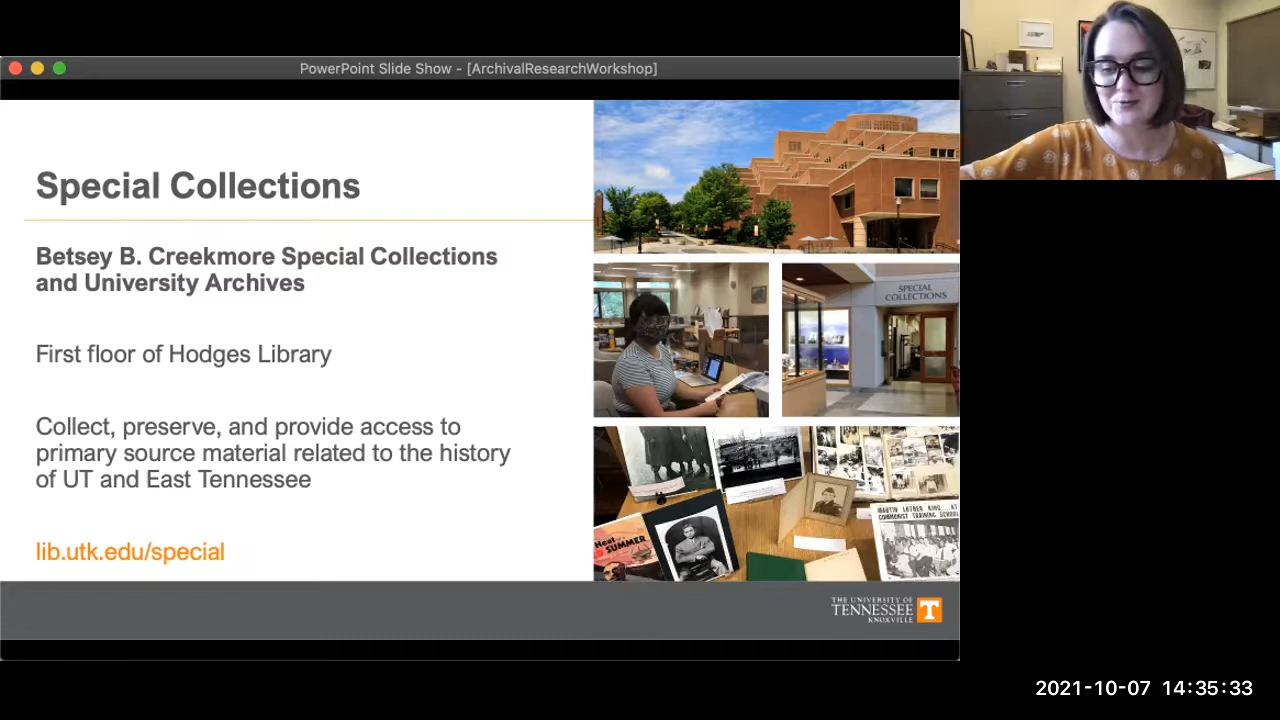 PowerPoint Slide Show - [ArchivalResearchWorkshop]
Special Collections
Betsey B. Creekmore Special Collections
and University Archives
First floor of Hodges Library
Collect, preserve, and provide access to
primary source material related to the history
of UT and East Tennessee
lib.utk.edu/special
SPECIAL
COLLECTIONS
MARTIN LUTHER KING....AT
COMMUNIST TRAINING SCHOOL
Heat of
SUMMER
THE UNIVERSITY OF
TENNESSEE
KNOXVILLE
T
2021-10-07 14:35:33